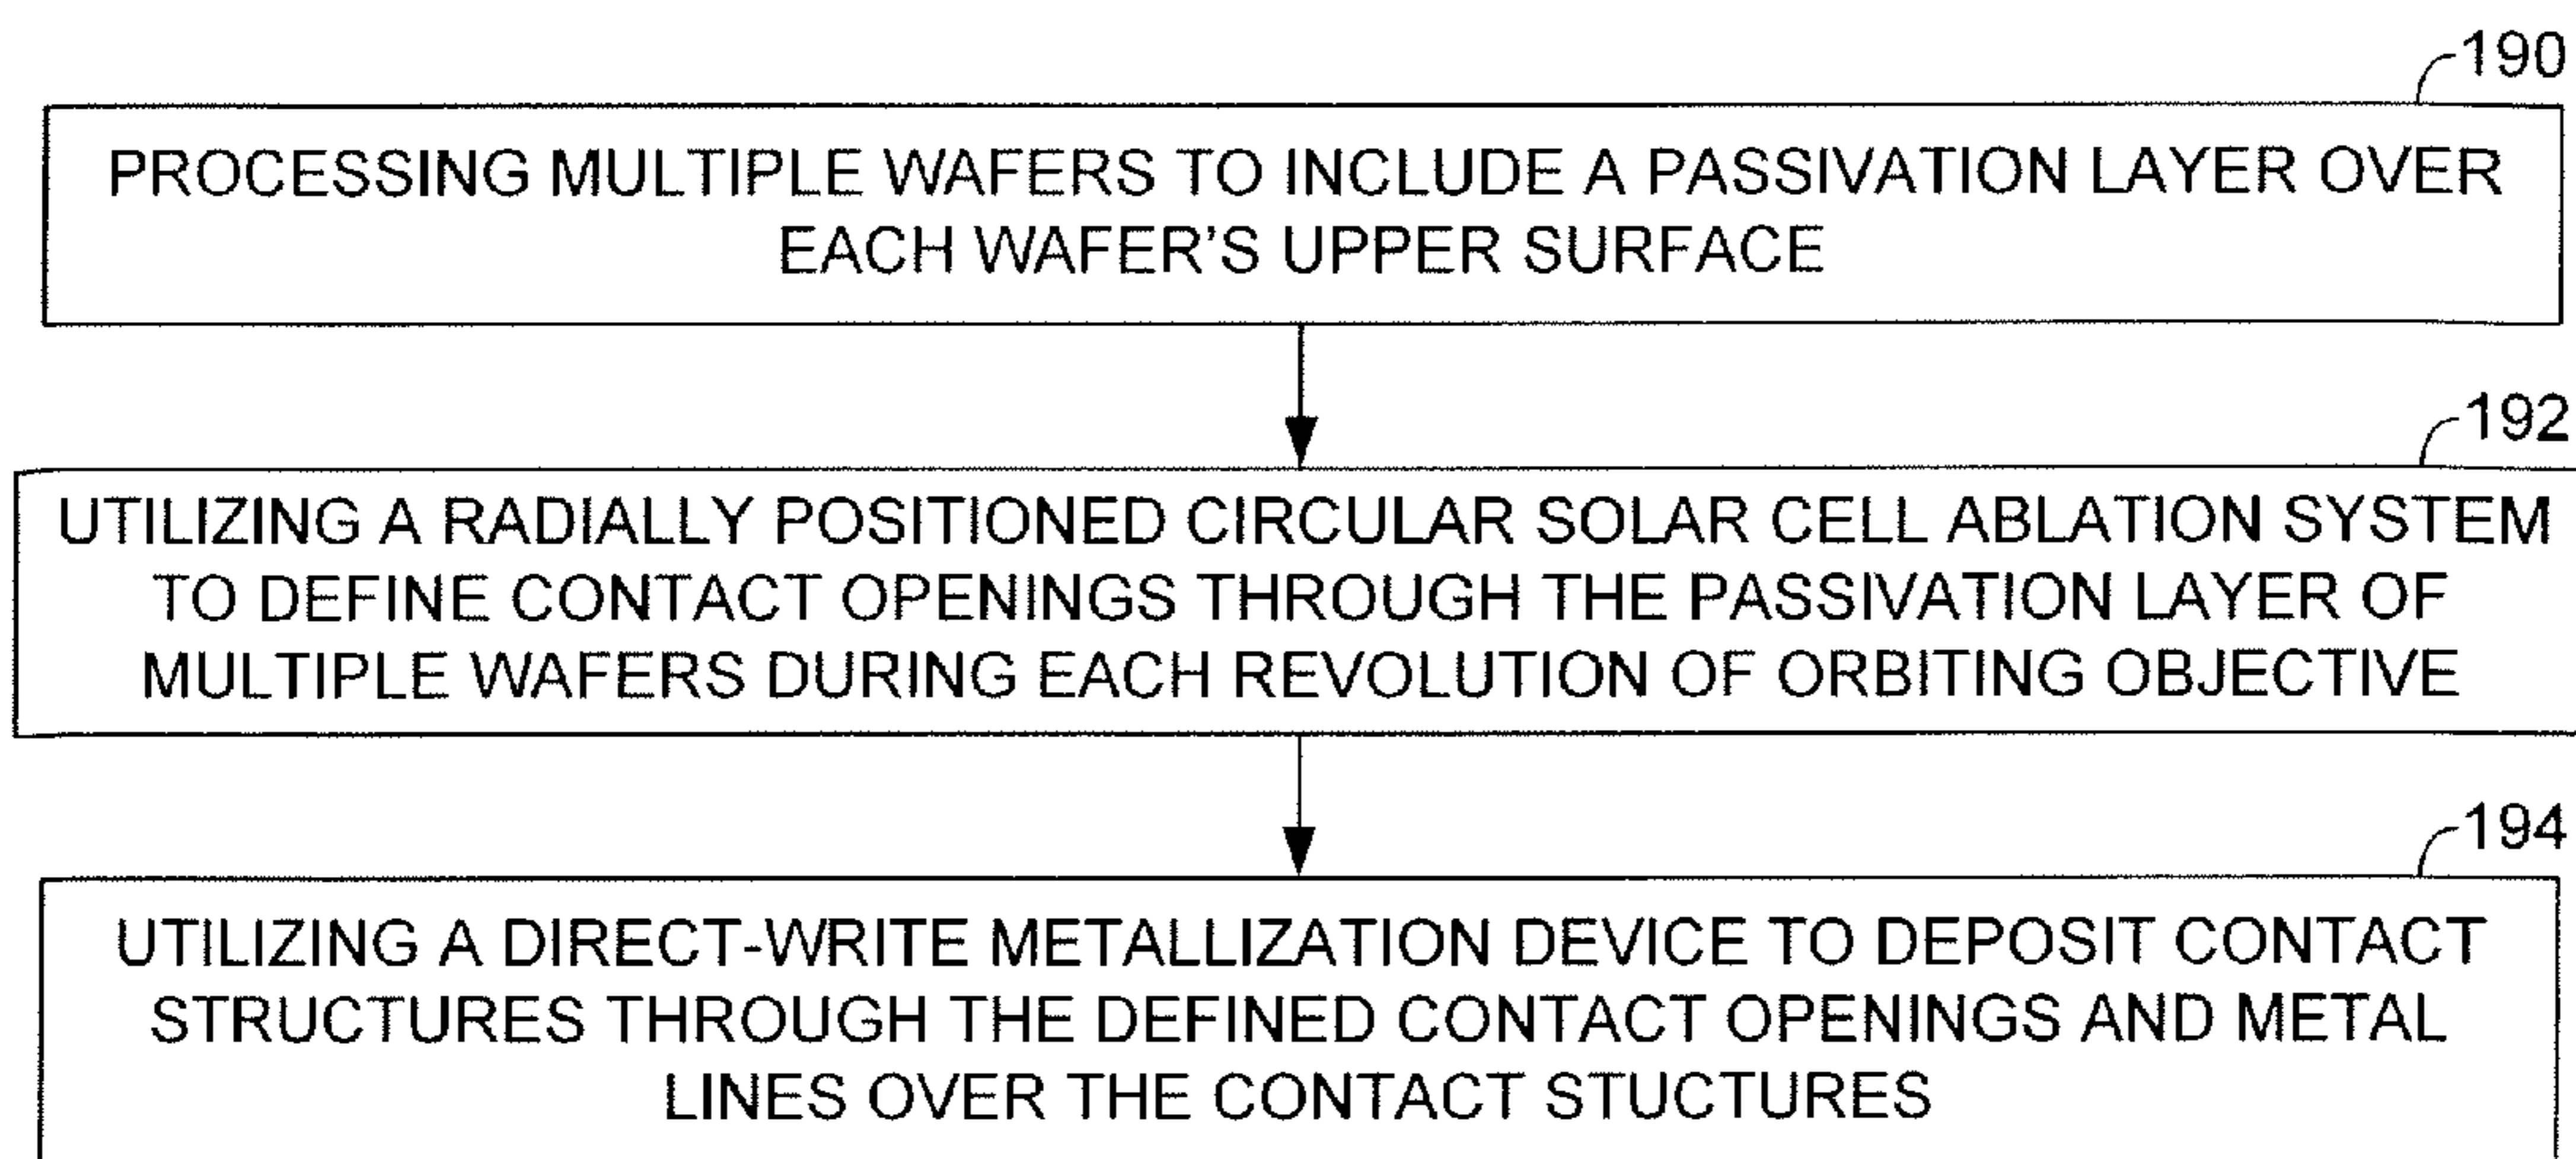 190
PROCESSING MULTIPLE WAFERS TO INCLUDE A PASSIVATION LAYER OVER
EACH WAFER'S UPPER SURFACE
192
UTILIZING A RADIALLY POSITIONED CIRCULAR SOLAR CELL ABLATION SYSTEM
TO DEFINE CONTACT OPENINGS THROUGH THE PASSIVATION LAYER OF
MULTIPLE WAFERS DURING EACH REVOLUTION OF ORBITING OBJECTIVE
194
UTILIZING A DIRECT-WRITE METALLIZATION DEVICE TO DEPOSIT CONTACT
STRUCTURES THROUGH THE DEFINED CONTACT OPENINGS AND METAL
LINES OVER THE CONTACT STUCTURES